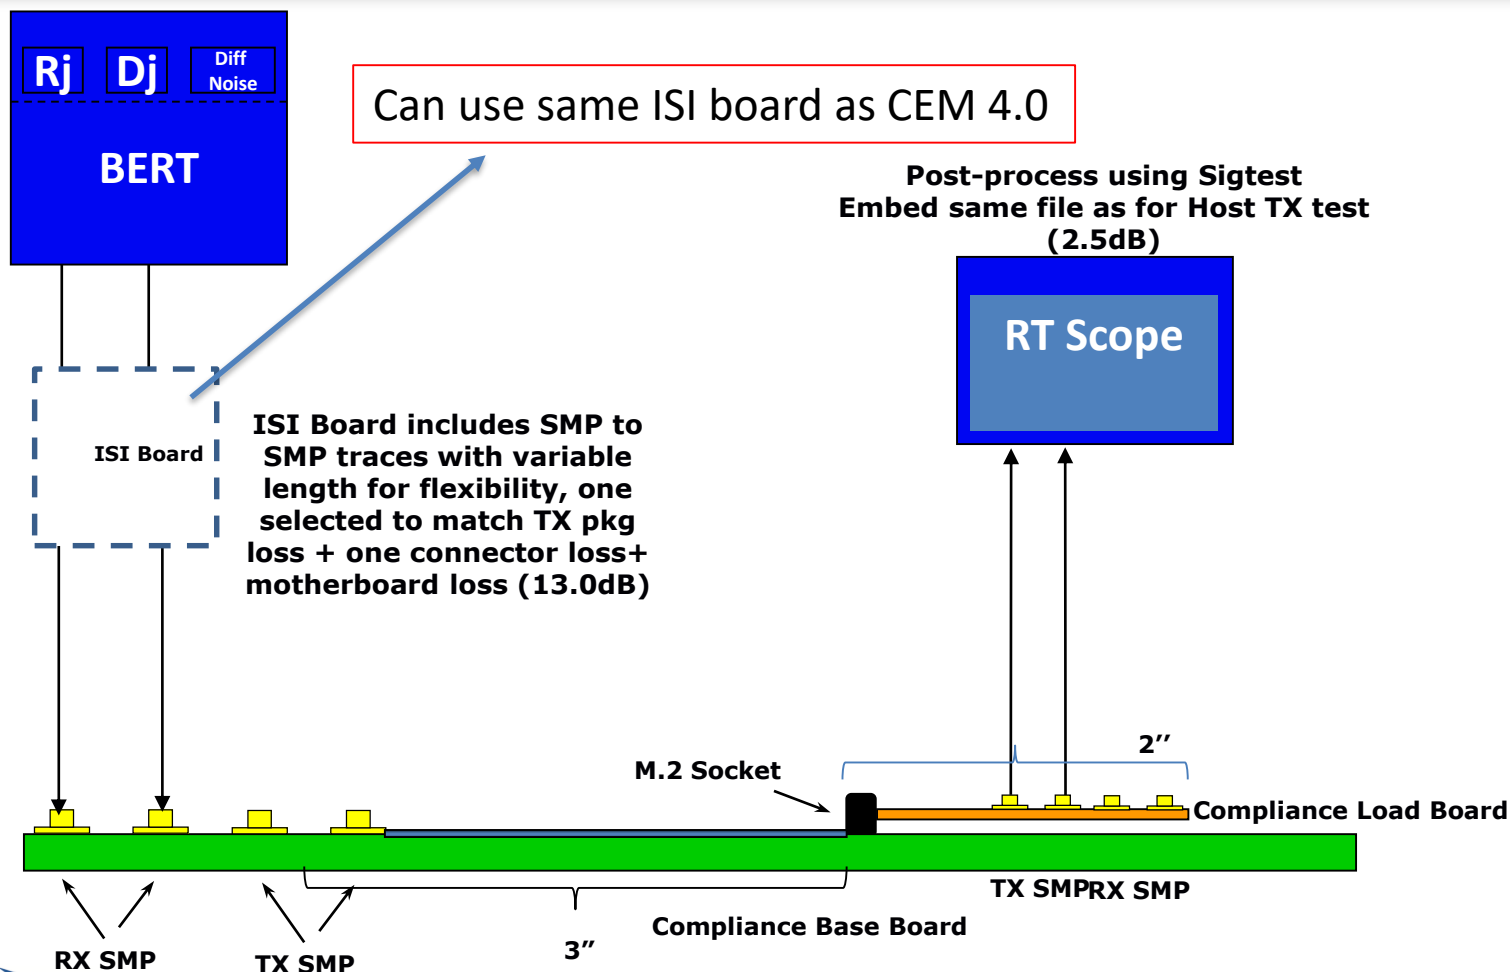 Rj
Dj
Diff
Noise
BERT
Can use same ISI board as CEM 4.0
Post-process using Sigtest
Embed same file as for Host TX test
(2.5dB)
RT Scope
ISI Board
ISI Board includes SMP to
SMP traces with variable
length for flexibility, one
selected to match TX pkg
loss + one connector loss+
motherboard loss (13.0dB)
2’’
M.2 Socket
Compliance Load Board
TX SMP
RX SMP
Compliance Base Board
3”
RX SMP
TX SMP